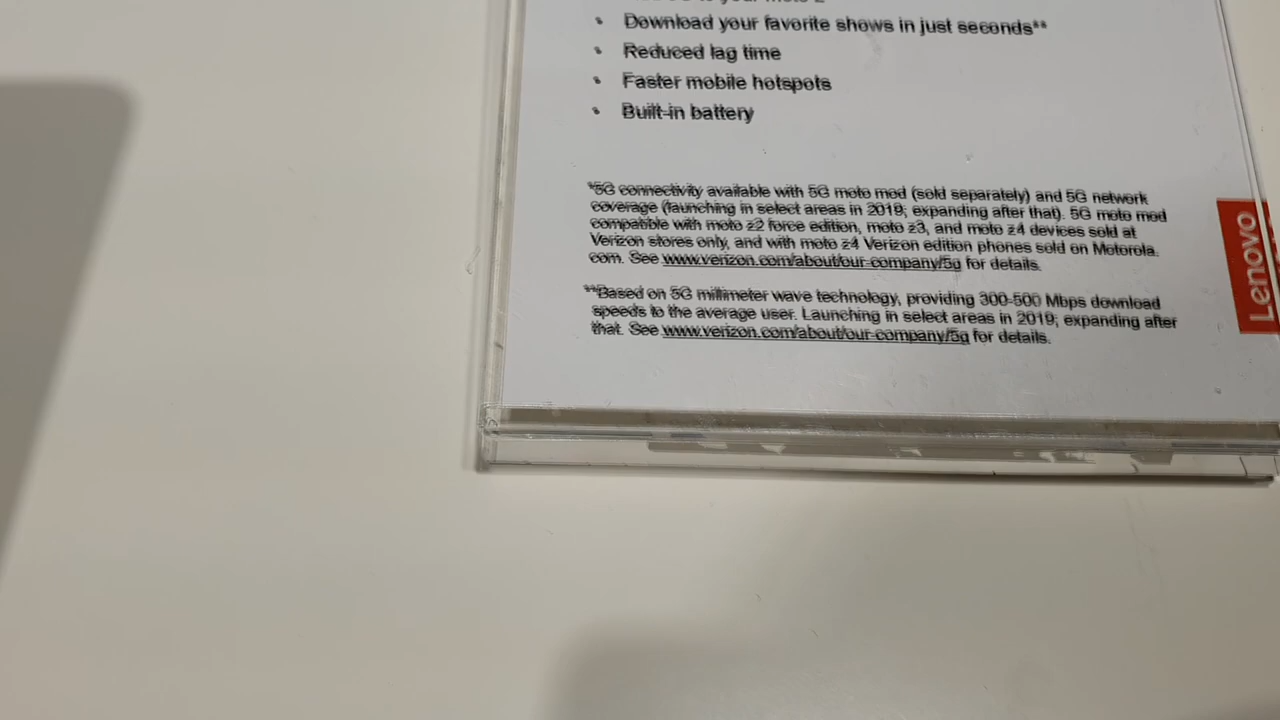 Download your favorite shows in just seconds**
Reduced lag time
Faster mobile hotspots
Built-in battery
*5G connectivity available with 5G moto mod (sold separately) and 5G network
coverage (launching in select areas in 2019; expanding after that). 5G moto mod
compatible with moto z2 force edition, moto z3, and moto z4 devices sold at
Verizon stores only, and with moto z4 Verizon edition phones sold on Motorola.
com. See www.verizon.com/about/our-company/5g for details.
**Based on 5G millimeter wave technology, providing 300-500 Mbps download
speeds to the average user. Launching in select areas in 2019; expanding after
that. See www.verizon.com/about/our-company/5g for details.
Lenovo